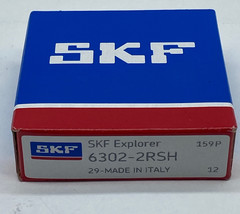 SKF
SKF SKF Explorer 159P
6302-2RSH
29-MADE IN ITALY 12